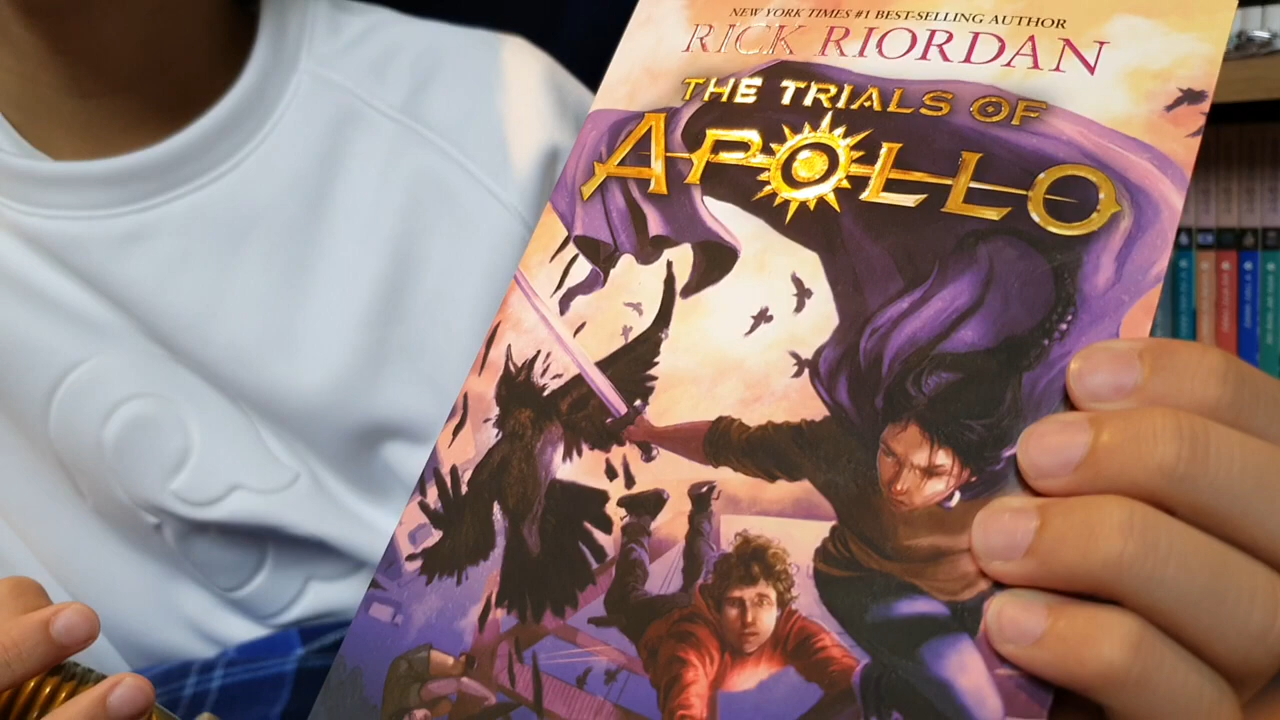 NEW YORK TIMES #1 BEST-SELLING AUTHOR
RICK RIORDAN
THE TRIALS OF
APOLLO